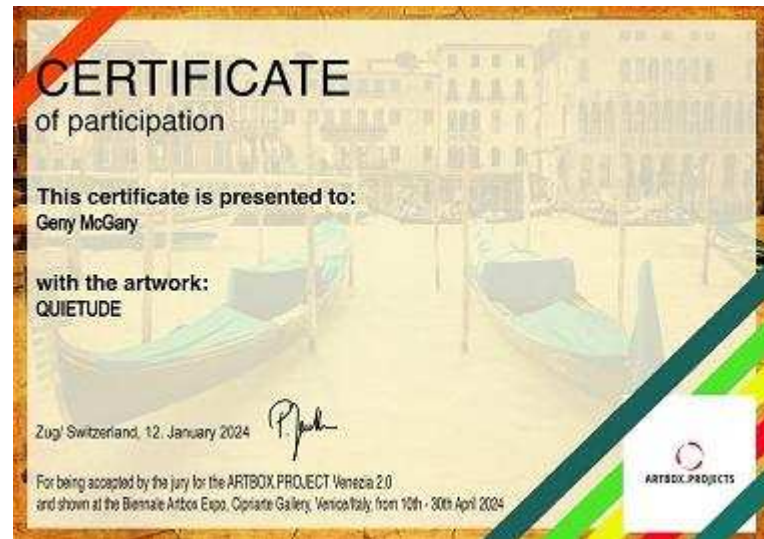 CERTIFICATE
of participation
This certificate is presented to:
Geny McGary
with the artwork:
QUIETUDE
Zug/ Switzerland, 12. January 2024
For being accepted by the jury for the ARTBOX.PROJECT Venezia 2.0
and shown at the Biennale Artbox Expo, Cipriarte Gallery, Venice/Italy, from 10th - 30th April 2024
ARTBOX.PROJECTS